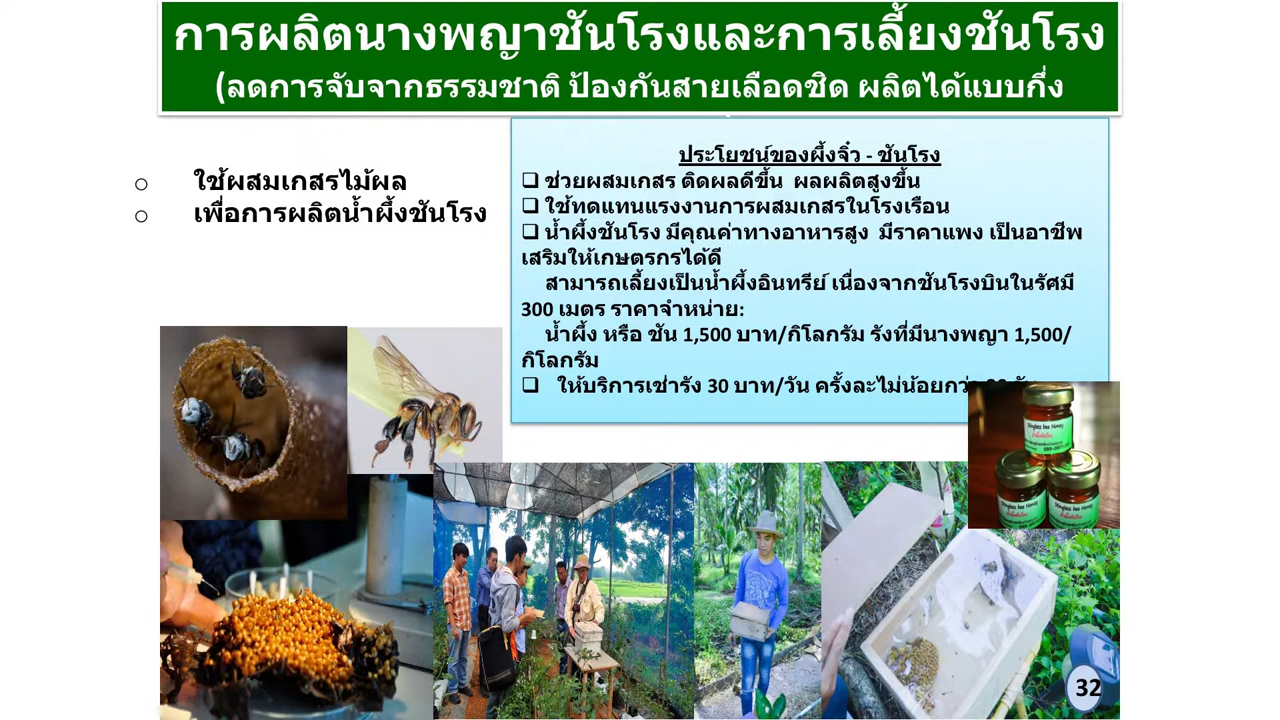 การผลิตนางพญาชันโรงและการเลี้ยงชันโรง
(ลดการจับจากธรรมชาติ ป้องกันสายเลือดชิด ผลิตได้แบบกึ่ง
○ ใช้ผสมเกสรไม้ผล
○ เพื่อการผลิตน้ำผึ้งชันโรง
ประโยชน์ของผึ้งจิ๋ว - ชันโรง
❑ ช่วยผสมเกสร ติดผลดีขึ้น ผลผลิตสูงขึ้น
❑ ใช้ทดแทนแรงงานการผสมเกสรในโรงเรือน
❑ น้ำผึ้งชันโรง มีคุณค่าทางอาหารสูง มีราคาแพง เป็นอาชีพ
เสริมให้เกษตรกรได้ดี
สามารถเลี้ยงเป็นน้ำผึ้งอินทรีย์ เนื่องจากชันโรงบินในรัศมี
300 เมตร ราคาจำหน่าย:
น้ำผึ้ง หรือ ชัน 1,500 บาท/กิโลกรัม รังที่มีนางพญา 1,500/
กิโลกรัม
❑ ให้บริการเช่ารัง 30 บาท/วัน ครั้งละไม่น้อยกว่า
Stingless bee Honey
น้ำผึ้งชันโรง
Stingless bee Honey
Stingless bee Honey
32